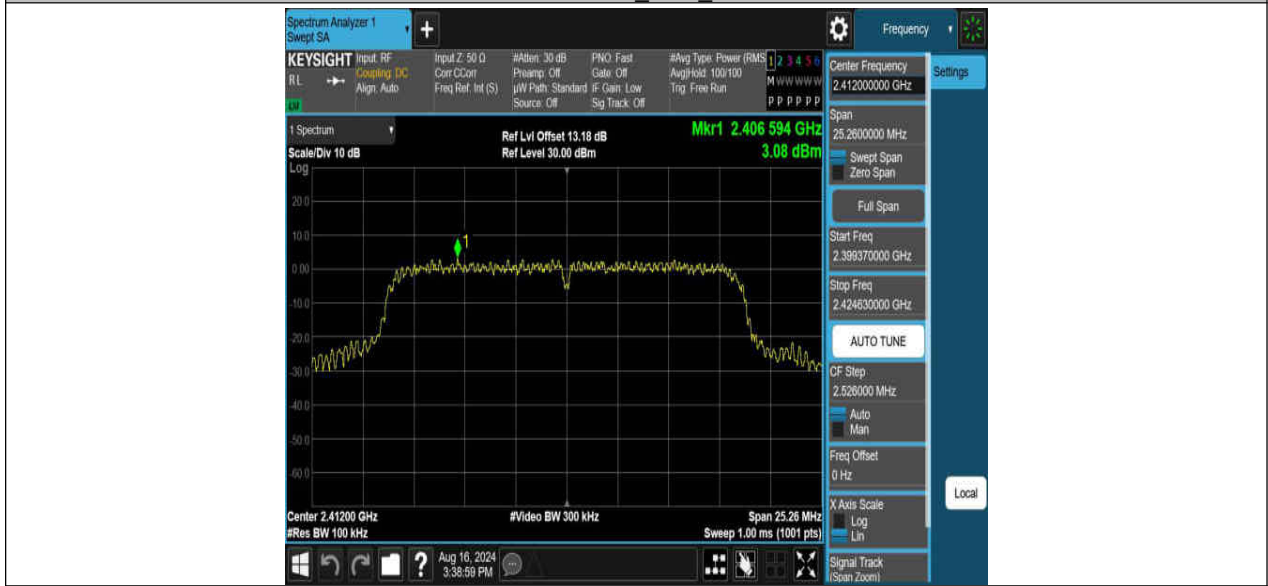 Spectrum Analyzer 1
Swept SA
+
Frequency
KEYSIGHT
RL
Input: RF
Coupling: DC
Align: Auto
Input Z: 50 Ω
Corr CCorr
Freq Ref: Int (S)
#Atten: 30 dB
Preamp: Off
µW Path: Standard
Source: Off
PNO: Fast
Gate: Off
IF Gain: Low
Sig Track: Off
#Avg Type: Power (RMS
Avg|Hold: 100/100
Trig: Free Run
1 2 3 4 5 6
M W W W W W
P P P P P P
1 Spectrum
Scale/Div 10 dB
Ref Lvl Offset 13.18 dB
Ref Level 30.00 dBm
Mkr1 2.406 594 GHz
3.08 dBm
Log
20.0
10.0
0.00
-10.0
-20.0
-30.0
-40.0
-50.0
-60.0
1
Center 2.41200 GHz
#Res BW 100 kHz
#Video BW 300 kHz
Span 25.26 MHz
Sweep 1.00 ms (1001 pts)
Aug 16, 2024
3:38:59 PM
?
Center Frequency
2.412000000 GHz
Settings
Span
25.2600000 MHz
Swept Span
Zero Span
Full Span
Start Freq
2.399370000 GHz
Stop Freq
2.424630000 GHz
AUTO TUNE
CF Step
2.526000 MHz
Auto
Man
Freq Offset
0 Hz
X Axis Scale
Log
Lin
Local
Signal Track
(Span Zoom)